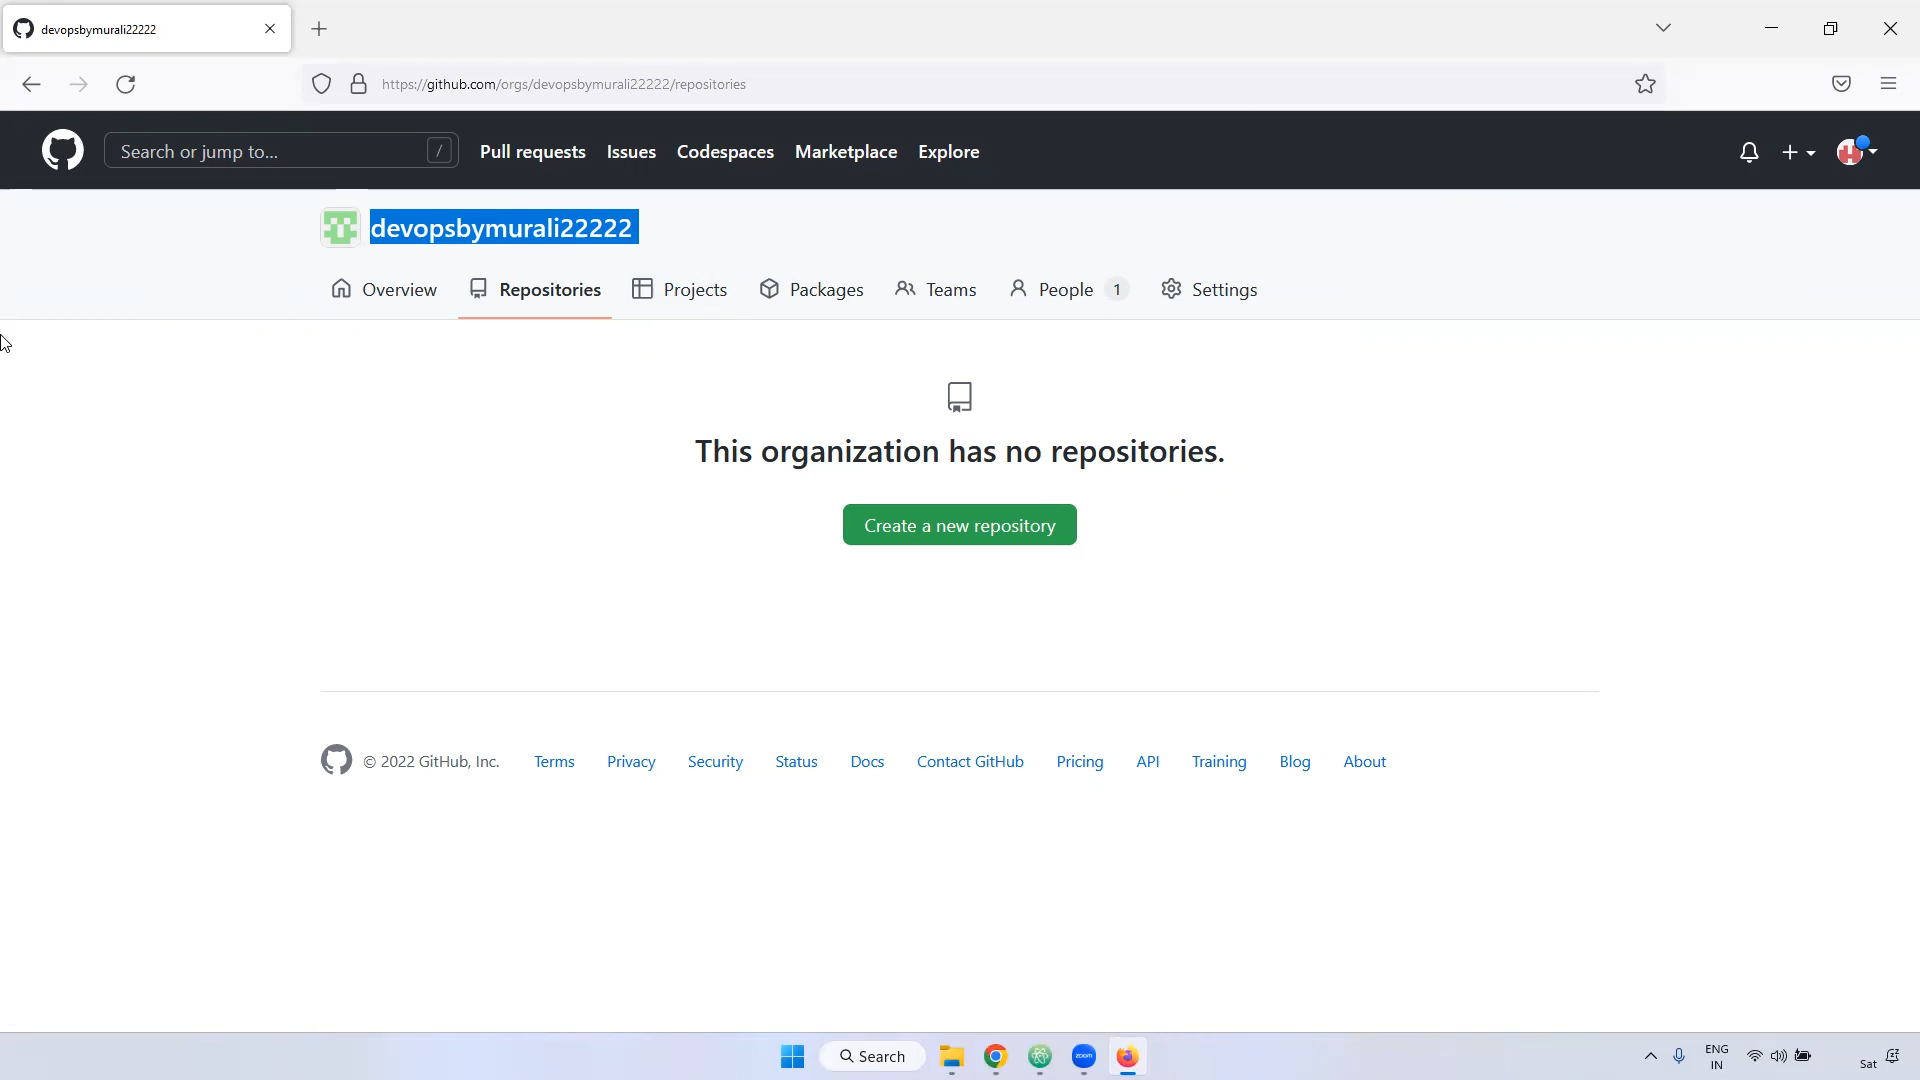 devopsbymurali22222
https://github.com/orgs/devopsbymurali22222/repositories
Search or jump to... /
Pull requests Issues Codespaces Marketplace Explore
devopsbymurali22222
Overview Repositories Projects Packages Teams People 1 Settings
This organization has no repositories.
Create a new repository
© 2022 GitHub, Inc. Terms Privacy Security Status Docs Contact GitHub Pricing API Training Blog About
Search
zoom
ENG
IN
Sat